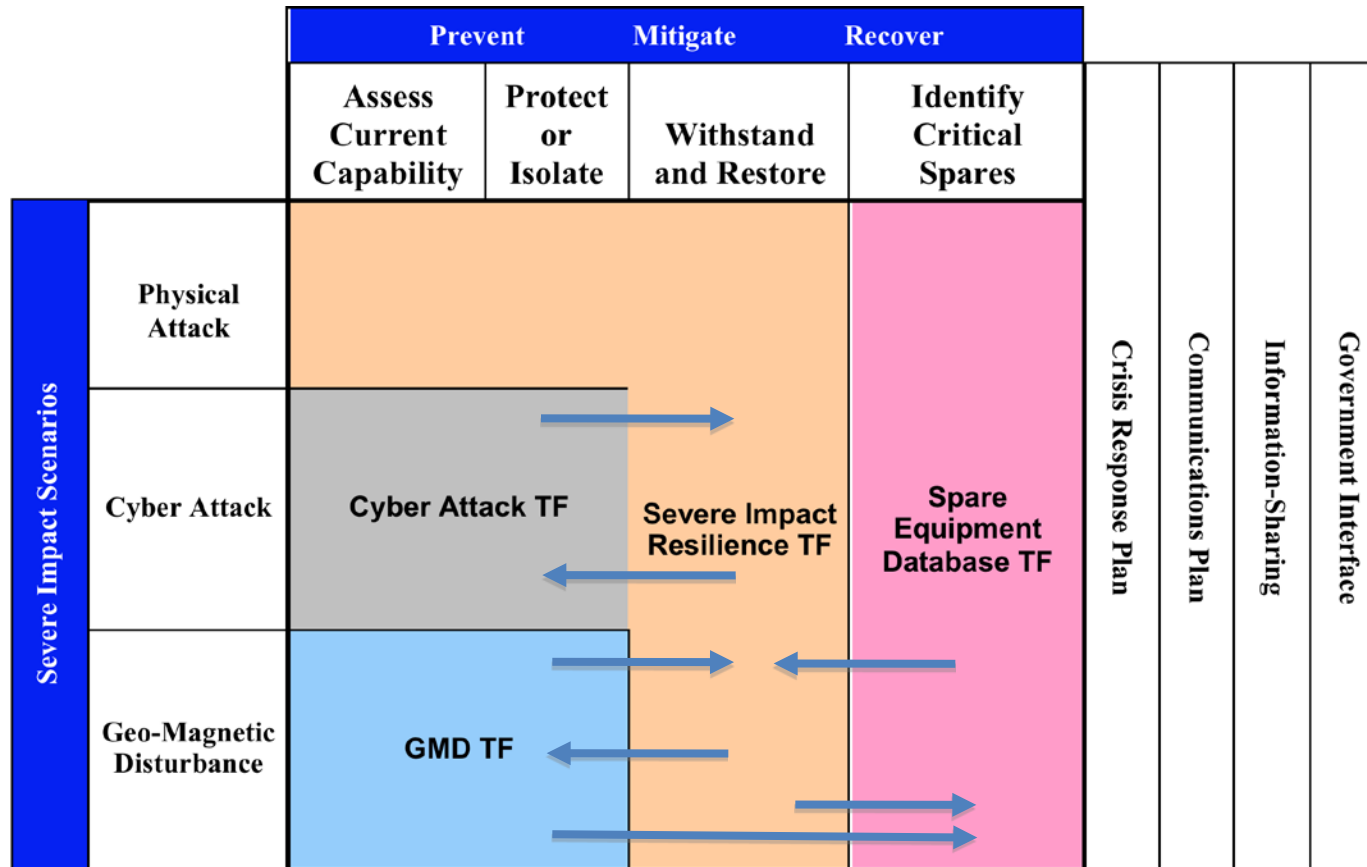 Prevent Mitigate Recover
Assess
Current
Capability
Protect
or
Isolate
Withstand
and Restore
Identify
Critical
Spares
Severe Impact Scenarios
Physical
Attack
Cyber Attack
Geo-Magnetic
Disturbance
Cyber Attack TF
GMD TF
Severe Impact
Resilience TF
Spare
Equipment
Database TF
Crisis Response Plan
Communications Plan
Information-Sharing
Government Interface